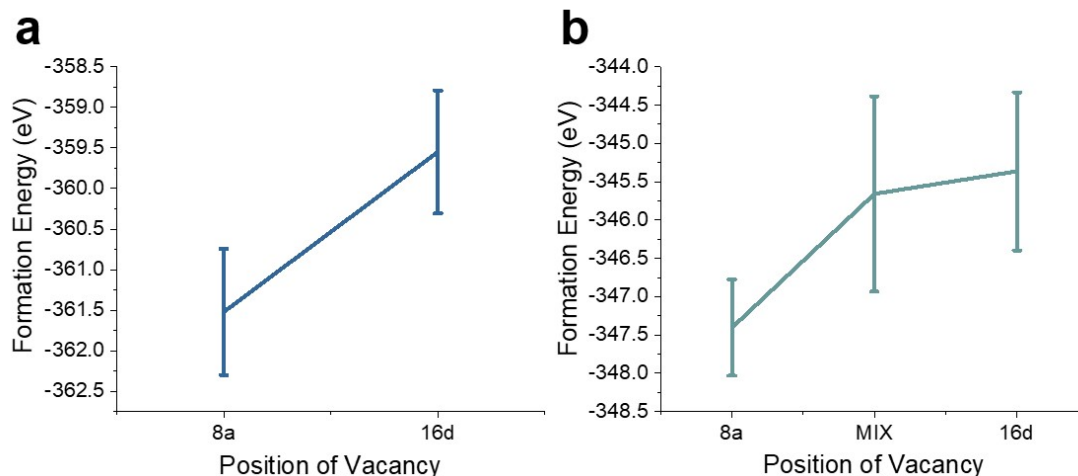 a
Formation Energy (eV)
-358.5
-359.0
-359.5
-360.0
-360.5
-361.0
-361.5
-362.0
-362.5
8a
16d
Position of Vacancy
b
Formation Energy (eV)
-344.0
-344.5
-345.0
-345.5
-346.0
-346.5
-347.0
-347.5
-348.0
-348.5
8a
MIX
16d
Position of Vacancy